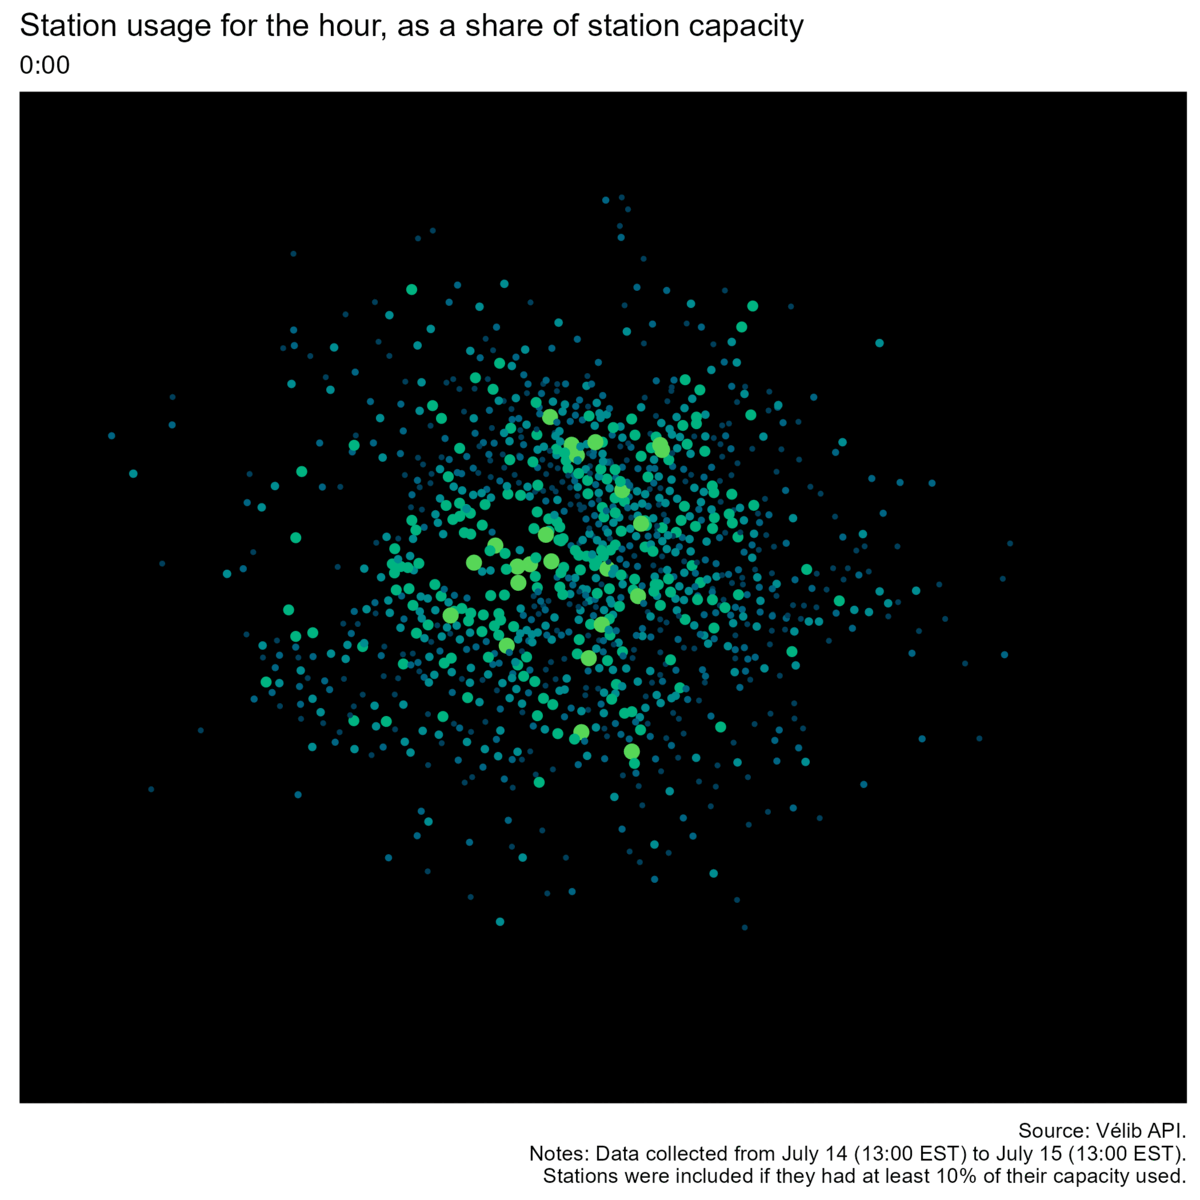 Station usage for the hour, as a share of station capacity
0:00
Source: Vélib API.
Notes: Data collected from July 14 (13:00 EST) to July 15 (13:00 EST).
Stations were included if they had at least 10% of their capacity used.